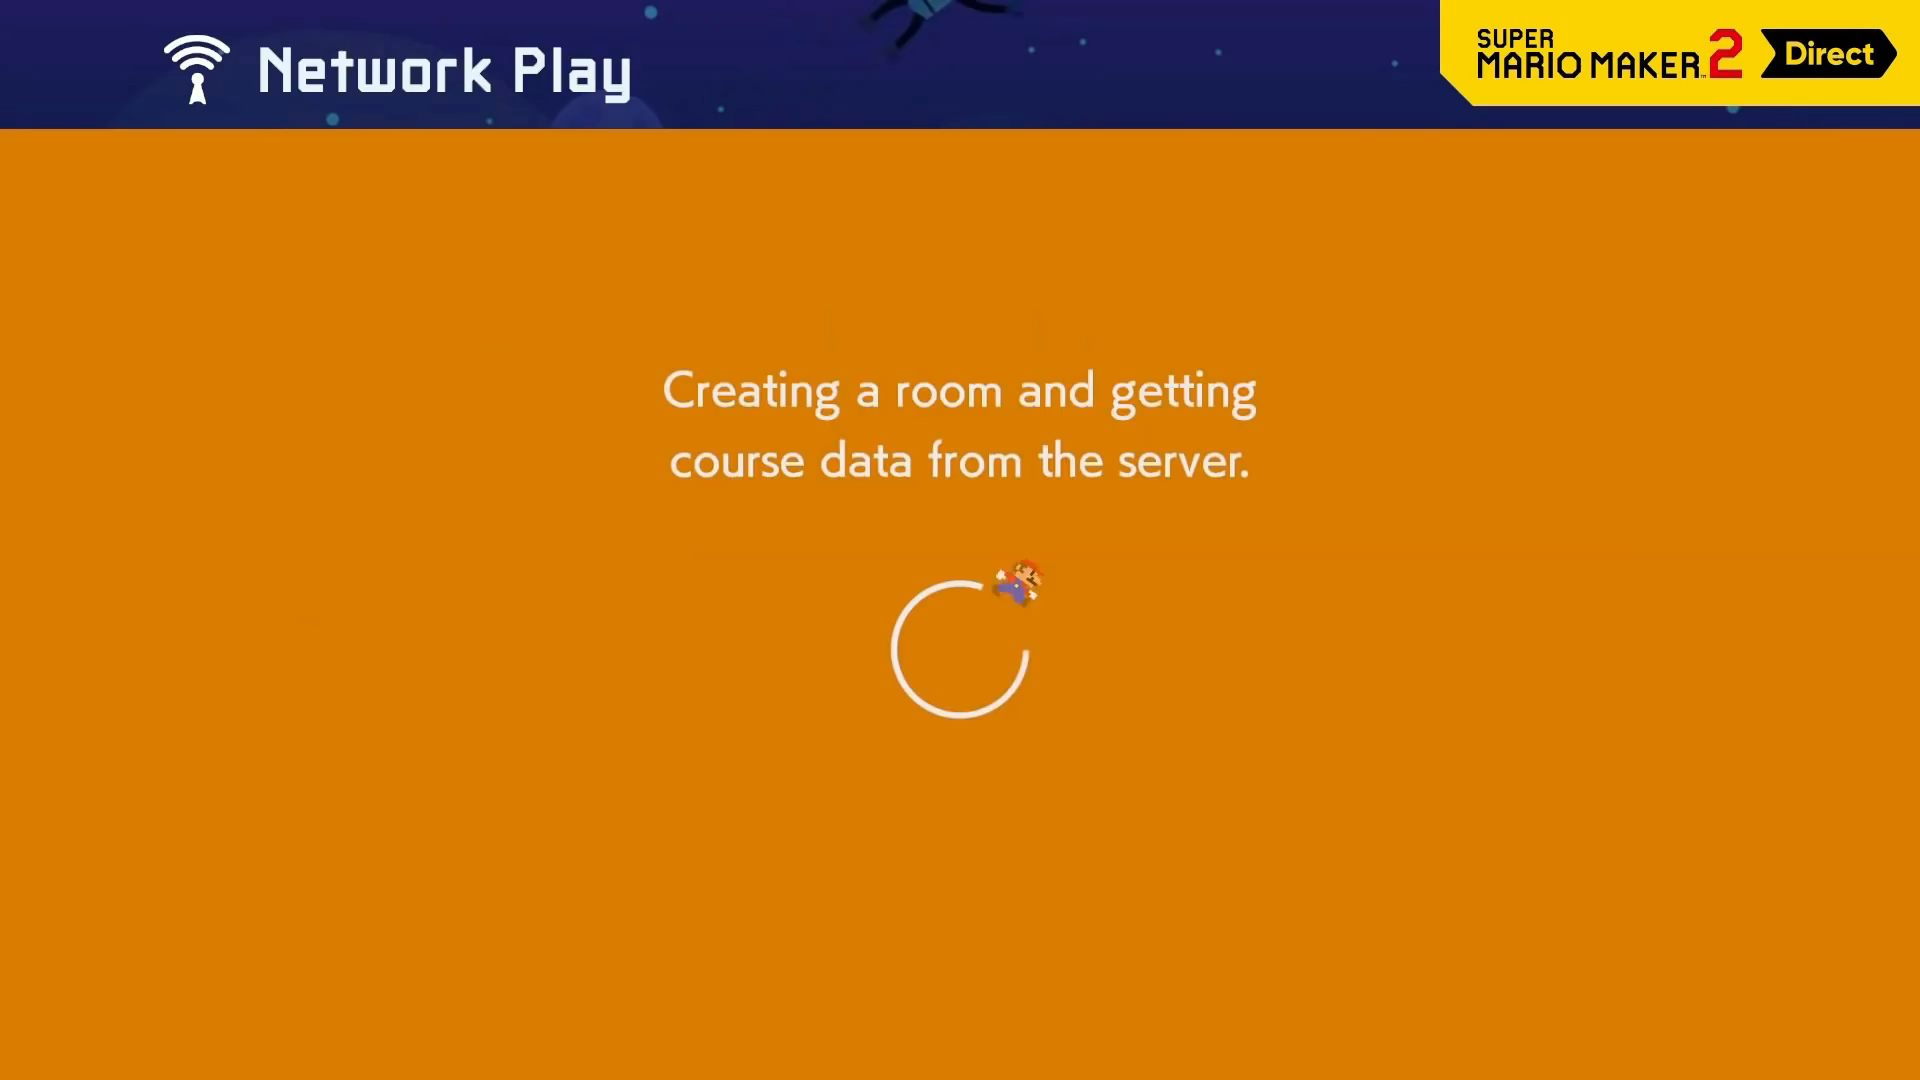 Network Play
SUPER
MARIO MAKER 2
Direct
Creating a room and getting
course data from the server.